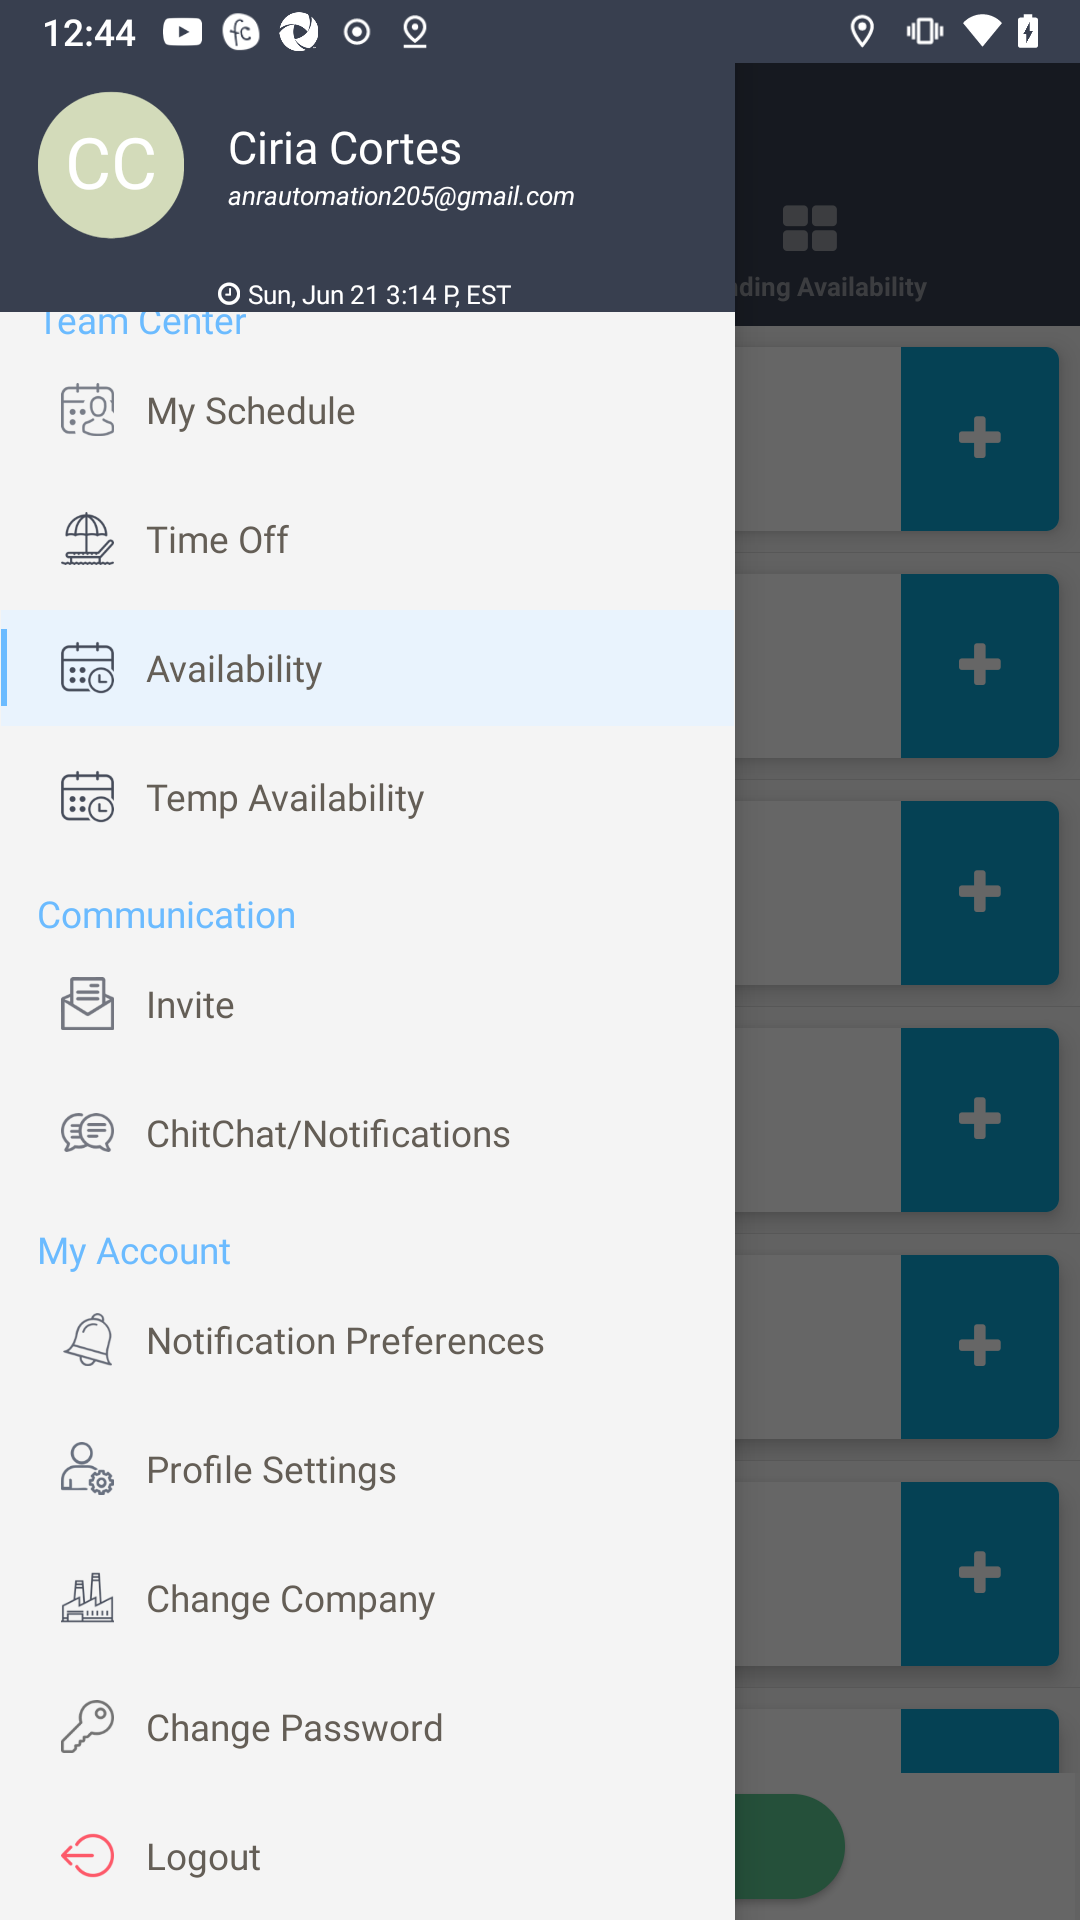 12:44
CC
Ciria Cortes
anrautomation205@gmail.com
Sun, Jun 21 3:14 P, EST
ding Availability
Team Center
My Schedule
Time Off
Availability
Temp Availability
Communication
Invite
ChitChat/Notifications
My Account
Notification Preferences
Profile Settings
Change Company
Change Password
Logout